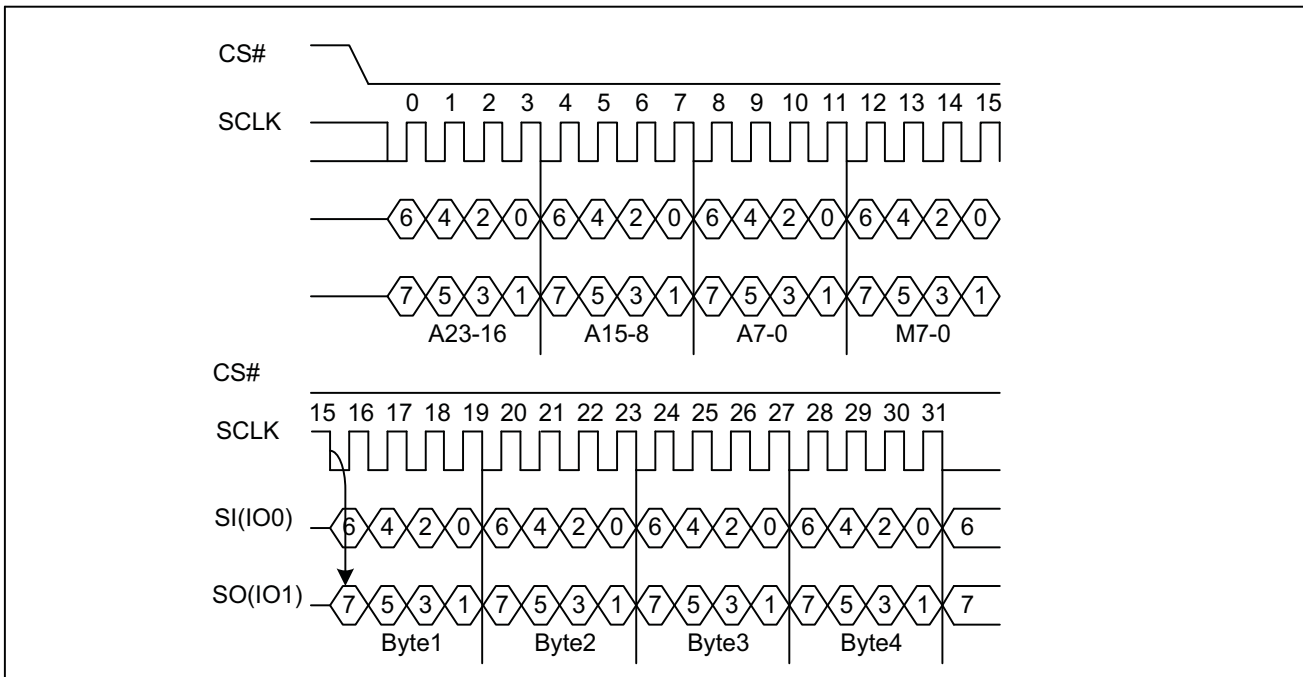 CS#
0 1 2 3 4 5 6 7 8 9 10 11 12 13 14 15
SCLK
6 4 2 0 6 4 2 0 6 4 2 0 6 4 2 0
7 5 3 1 7 5 3 1 7 5 3 1 7 5 3 1
A23-16 A15-8 A7-0 M7-0
CS#
15 16 17 18 19 20 21 22 23 24 25 26 27 28 29 30 31
SCLK
SI(IO0) 6 4 2 0 6 4 2 0 6 4 2 0 6 4 2 0 6
SO(IO1) 7 5 3 1 7 5 3 1 7 5 3 1 7 5 3 1 7
Byte1 Byte2 Byte3 Byte4